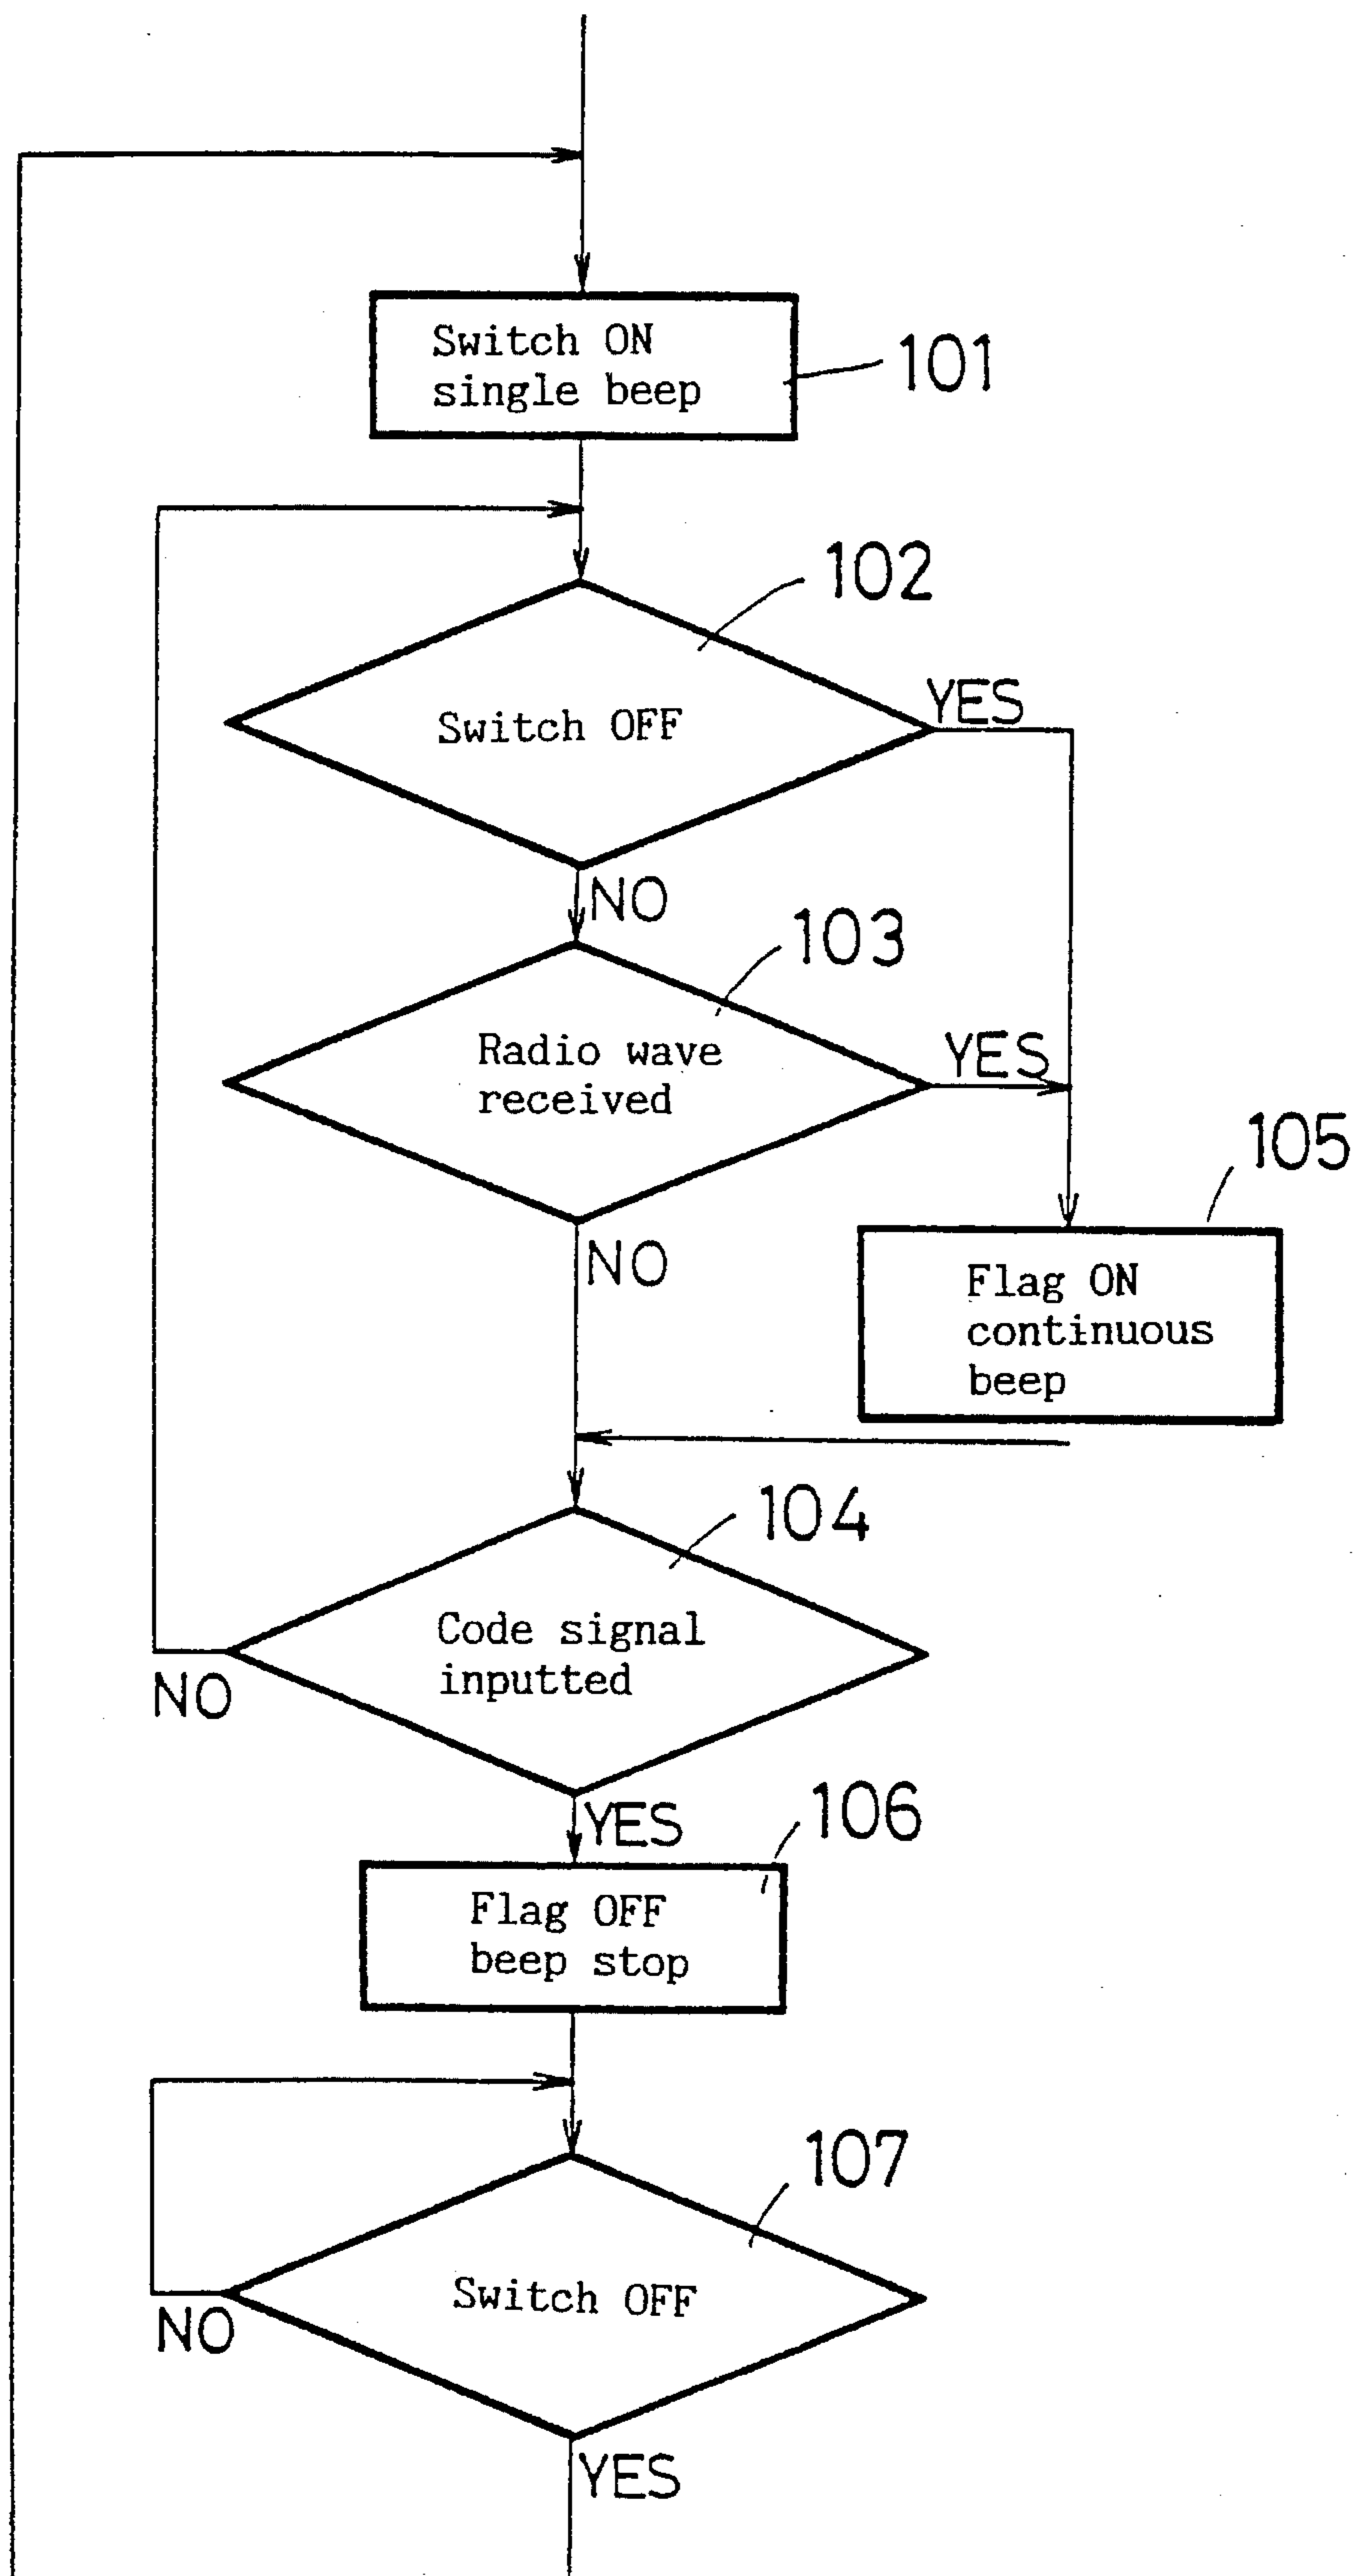 Switch ON
single beep
101
102
Switch OFF
YES
NO
103
Radio wave
received
YES
NO
105
Flag ON
continuous
beep
104
Code signal
inputted
NO
YES
106
Flag OFF
beep stop
107
Switch OFF
NO
YES